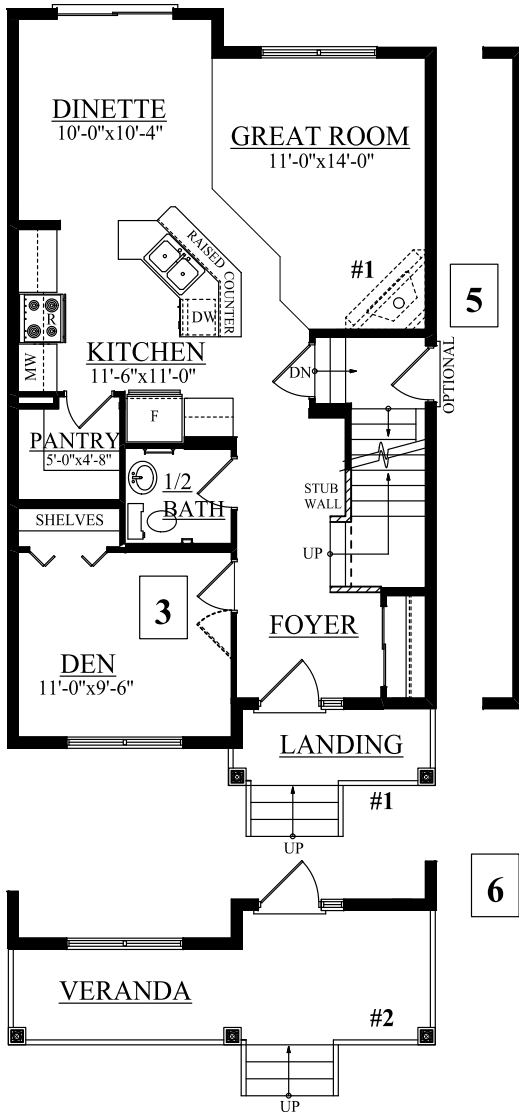 DINETTE
10'-0"x10'-4"
GREAT ROOM
11'-0"x14'-0"
RAISED
COUNTER
#1
5
DW
R
MW
KITCHEN
11'-6"x11'-0"
DN
OPTIONAL
F
PANTRY
5'-0"x4'-8"
1/2
BATH
STUB
WALL
SHELVES
UP
3
FOYER
DEN
11'-0"x9'-6"
LANDING
#1
UP
6
VERANDA
#2
UP